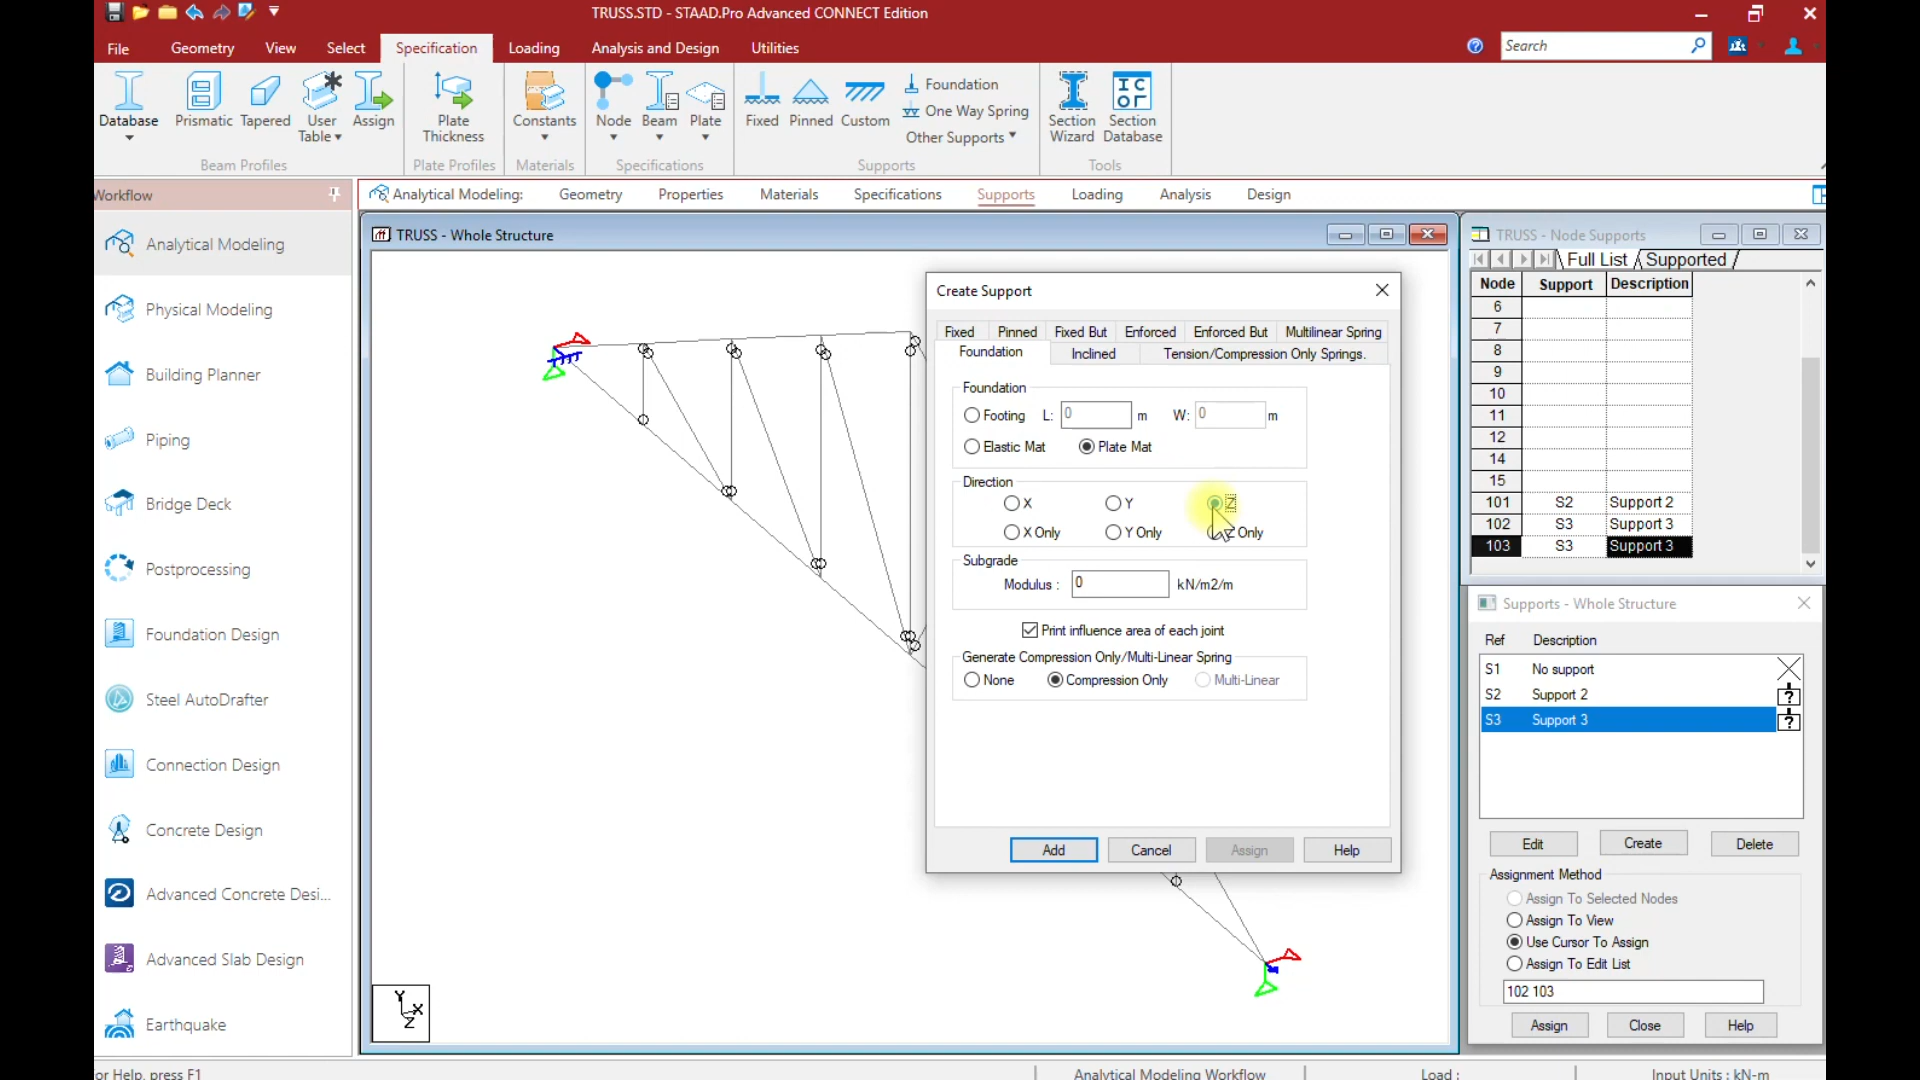 TRUSS.STD - STAAD.Pro Advanced CONNECT Edition
File Geometry View Select Specification Loading Analysis and Design Utilities Search
Database Prismatic Tapered User Table Assign Plate Thickness Constants Node Beam Plate Fixed Pinned Custom Foundation One Way Spring Other Supports Section Wizard Section Database
Beam Profiles Plate Profiles Materials Specifications Supports Tools
Workflow
Analytical Modeling: Geometry Properties Materials Specifications Supports Loading Analysis Design
Analytical Modeling
Physical Modeling
Building Planner
Piping
Bridge Deck
Postprocessing
Foundation Design
Steel AutoDrafter
Connection Design
Concrete Design
Advanced Concrete Desi...
Advanced Slab Design
Earthquake
TRUSS - Whole Structure
Y
X
Z
Create Support
Fixed Pinned Fixed But Enforced Enforced But Multilinear Spring
Foundation Inclined Tension/Compression Only Springs.
Foundation
Footing L: 0 m W: 0 m
Elastic Mat Plate Mat
Direction
X Y Z
X Only Y Only Z Only
Subgrade
Modulus : 0 kN/m2/m
Print influence area of each joint
Generate Compression Only/Multi-Linear Spring
None Compression Only Multi-Linear
Add Cancel Assign Help
TRUSS - Node Supports
Full List Supported
Node Support Description
6
7
8
9
10
11
12
14
15
101 S2 Support 2
102 S3 Support 3
103 S3 Support 3
Supports - Whole Structure
Ref Description
S1 No support
S2 Support 2 ?
S3 Support 3 ?
Edit Create Delete
Assignment Method
Assign To Selected Nodes
Assign To View
Use Cursor To Assign
Assign To Edit List
102 103
Assign Close Help
or Help, press F1 Analytical Modeling Workflow Load : Input Units : kN-m